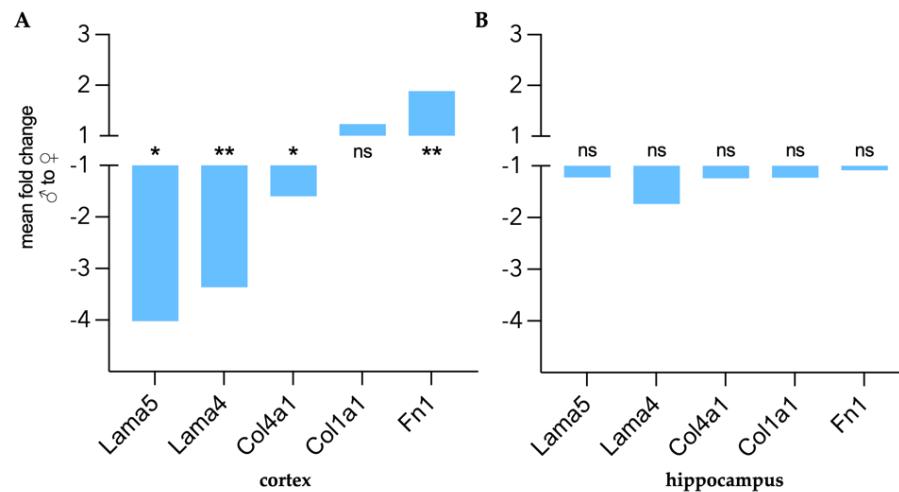 A
mean fold change
♂ to ♀
3
2
1
-1
-2
-3
-4
* ** * ns **
Lama5 Lama4 Col4a1 Col1a1 Fn1
cortex
B
3
2
1
-1
-2
-3
-4
ns ns ns ns ns
Lama5 Lama4 Col4a1 Col1a1 Fn1
hippocampus